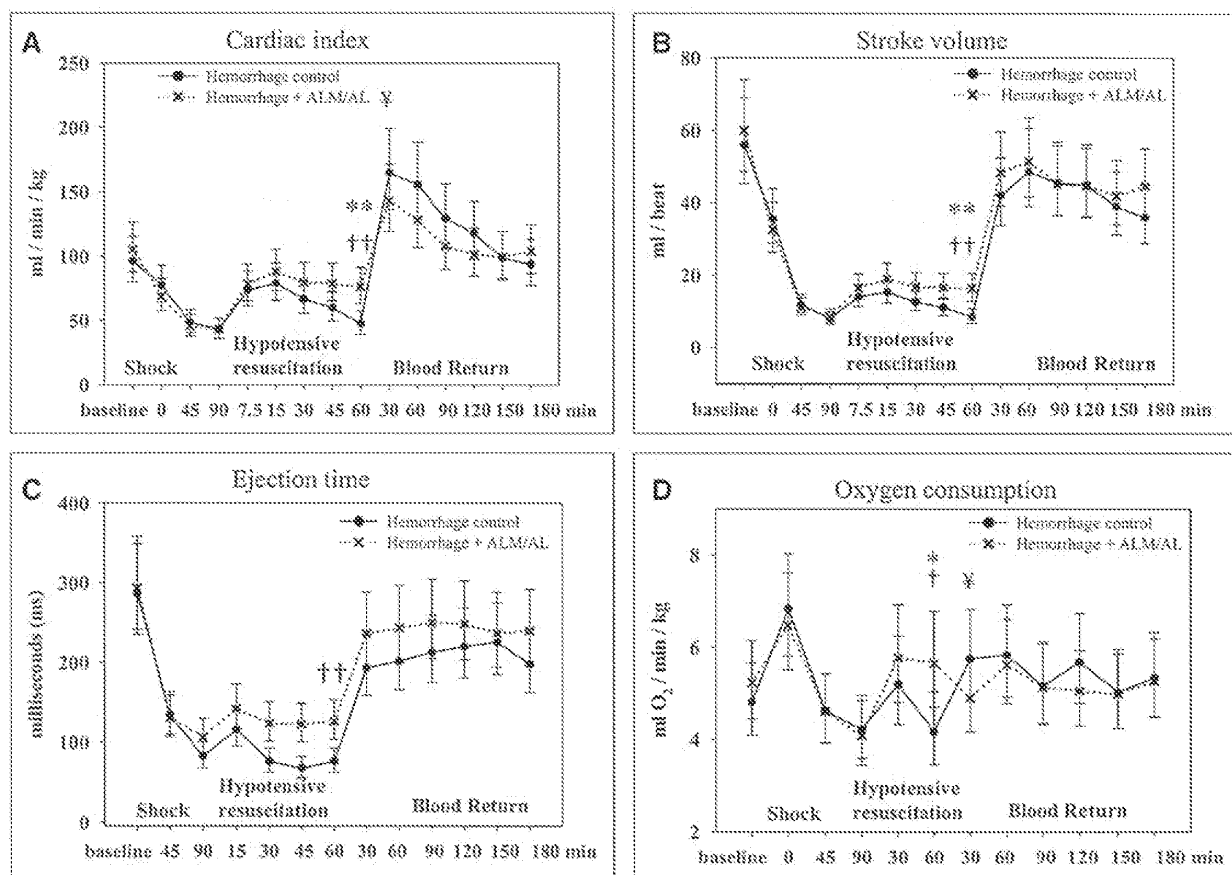 A
Cardiac index
250
200
150
100
50
0
ml / min / kg
Hemorrhage control
Hemorrhage + ALM/AL
¥
**
††
Shock
Hypotensive
resuscitation
Blood Return
baseline 0 45 90 7.5 15 30 45 60 30 60 90 120 150 180 min
B
Stroke volume
80
60
40
20
0
ml / beat
Hemorrhage control
Hemorrhage + ALM/AL
**
††
Shock
Hypotensive
resuscitation
Blood Return
baseline 0 45 90 7.5 15 30 45 60 30 60 90 120 150 180 min
C
Ejection time
400
300
200
100
0
milliseconds (ms)
Hemorrhage control
Hemorrhage + ALM/AL
††
Shock
Hypotensive
resuscitation
Blood Return
baseline 45 90 15 30 45 60 30 60 90 120 150 180 min
D
Oxygen consumption
8
6
4
2
ml O2 / min / kg
Hemorrhage control
Hemorrhage + ALM/AL
*
†
¥
Shock
Hypotensive
resuscitation
Blood Return
baseline 0 45 90 30 60 30 60 90 120 150 180 min